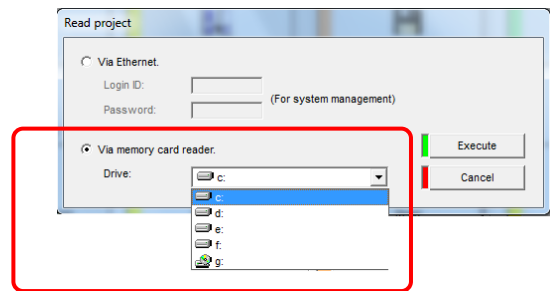 Read project
Via Ethernet.
Login ID:
Password:
(For system management)
Via memory card reader.
Execute
Drive:
c:
Cancel
c:
d:
e:
f:
g: